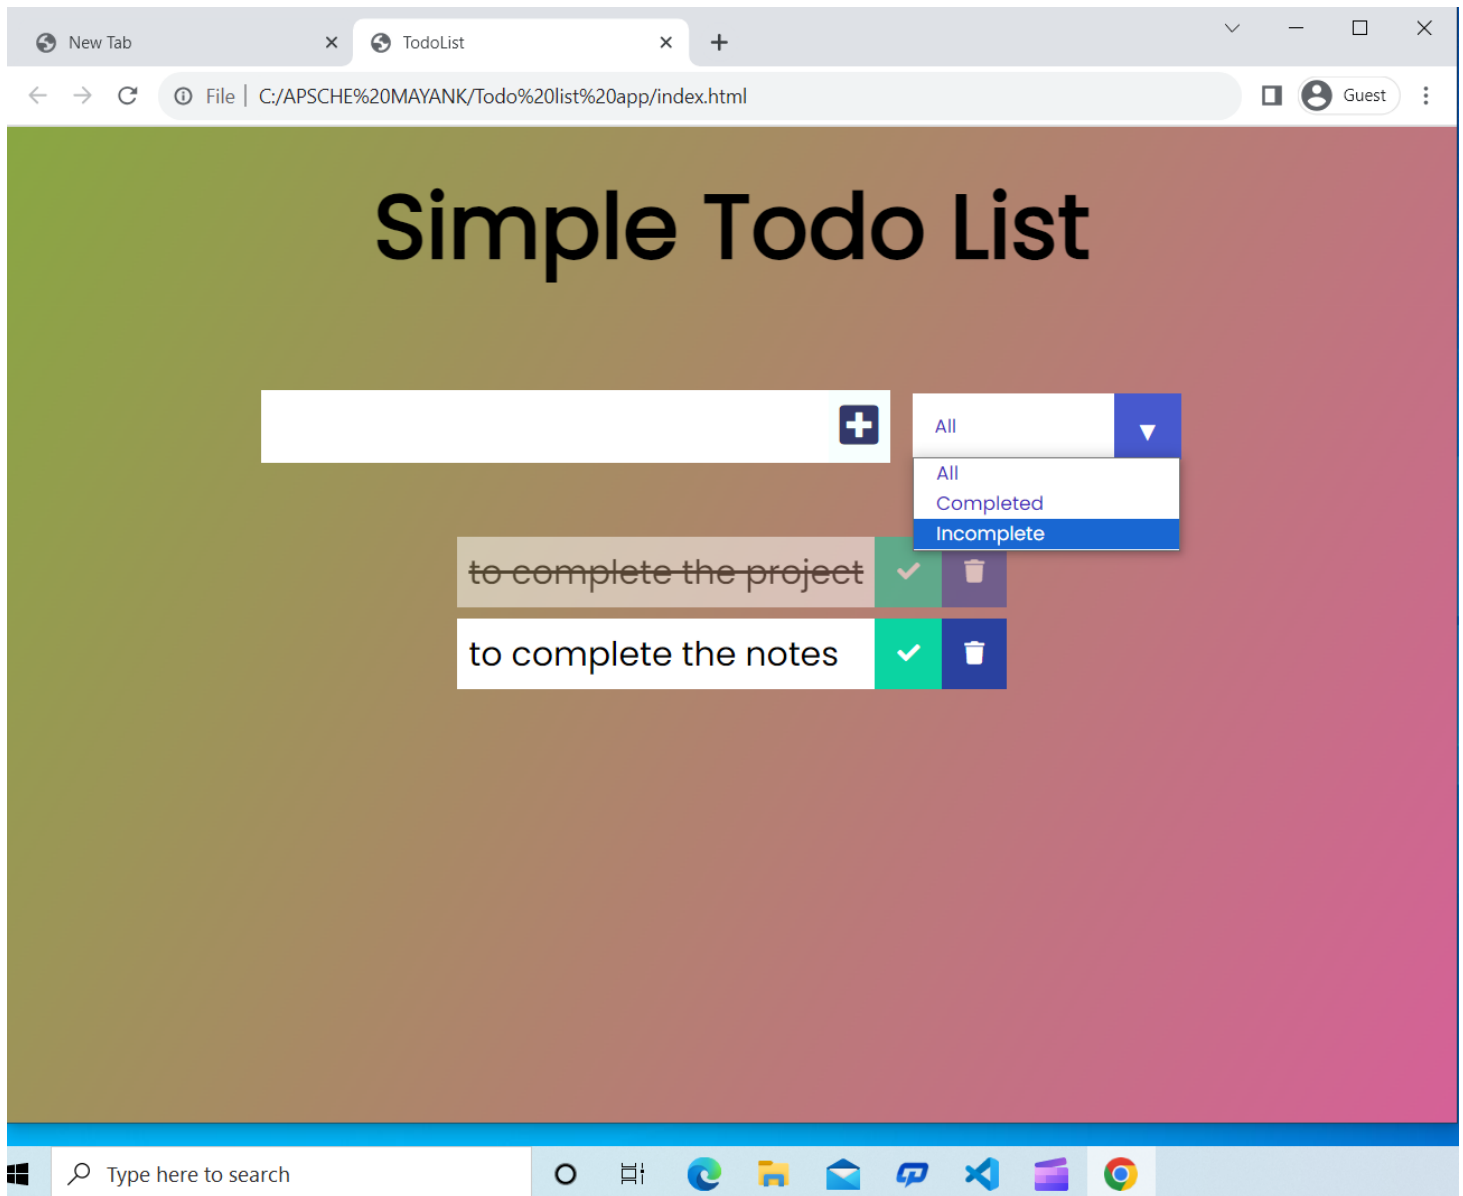 New Tab
TodoList
File
C:/APSCHE%20MAYANK/Todo%20list%20app/index.html
Guest
Simple Todo List
All
All
Completed
Incomplete
to complete the project
to complete the notes
Type here to search